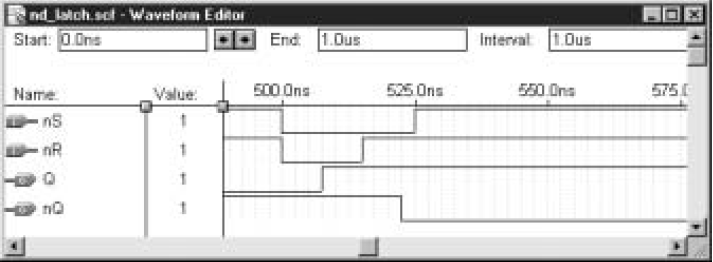 nd_latch.scf - Waveform Editor
Start: 0.0ns End: 1.0us Interval: 1.0us
Name: Value: 500.0ns 525.0ns 550.0ns 575.0
nS 1
nR 1
Q 1
nQ 1